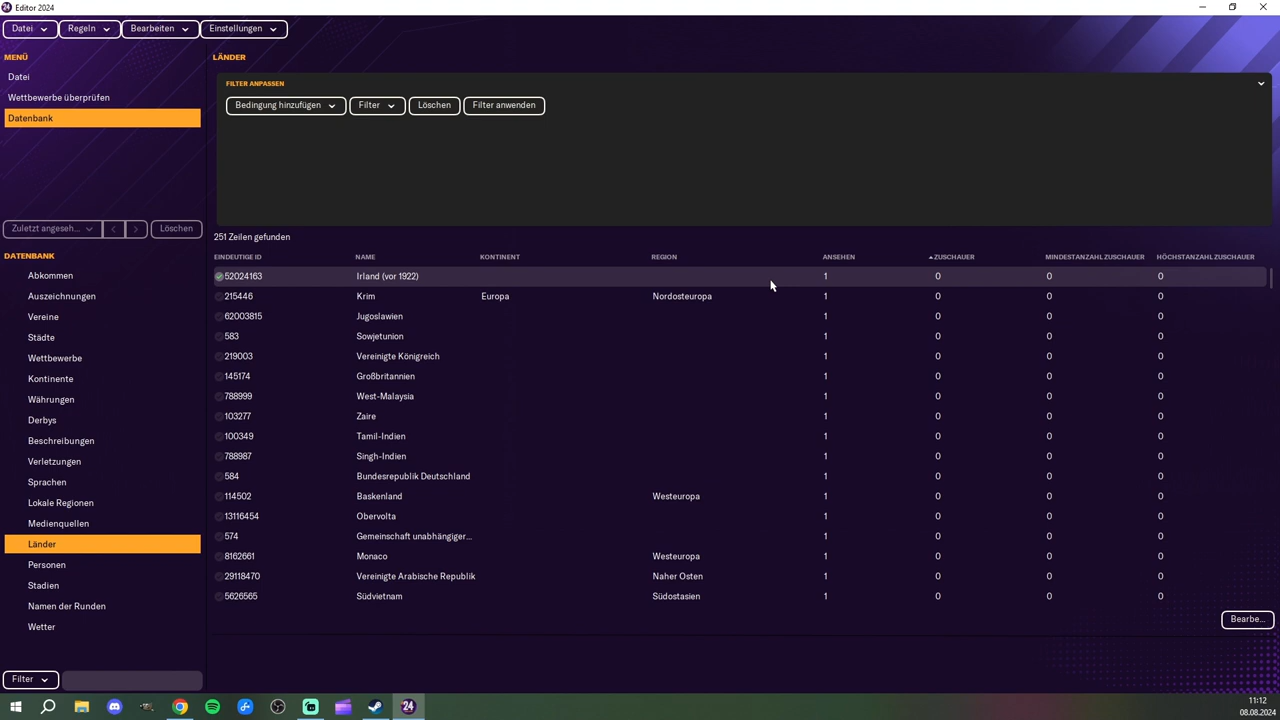 24 Editor 2024
Datei Regeln Bearbeiten Einstellungen
MENÜ
Datei
Wettbewerbe überprüfen
Datenbank
Zuletzt angeseh... Löschen
DATENBANK
Abkommen
Auszeichnungen
Vereine
Städte
Wettbewerbe
Kontinente
Währungen
Derbys
Beschreibungen
Verletzungen
Sprachen
Lokale Regionen
Medienquellen
Länder
Personen
Stadien
Namen der Runden
Wetter
Filter
LÄNDER
FILTER ANPASSEN
Bedingung hinzufügen Filter Löschen Filter anwenden
251 Zeilen gefunden
EINDEUTIGE ID NAME KONTINENT REGION ANSEHEN ZUSCHAUER MINDESTANZAHL ZUSCHAUER HÖCHSTANZAHL ZUSCHAUER
52024163 Irland (vor 1922) 1 0 0 0
215446 Krim Europa Nordosteuropa 1 0 0 0
62003815 Jugoslawien 1 0 0 0
583 Sowjetunion 1 0 0 0
219003 Vereinigte Königreich 1 0 0 0
145174 Großbritannien 1 0 0 0
788999 West-Malaysia 1 0 0 0
103277 Zaire 1 0 0 0
100349 Tamil-Indien 1 0 0 0
788987 Singh-Indien 1 0 0 0
584 Bundesrepublik Deutschland 1 0 0 0
114502 Baskenland Westeuropa 1 0 0 0
13116454 Obervolta 1 0 0 0
574 Gemeinschaft unabhängiger... 1 0 0 0
8162661 Monaco Westeuropa 1 0 0 0
29118470 Vereinigte Arabische Republik Naher Osten 1 0 0 0
5626565 Südvietnam Südostasien 1 0 0 0
Bearbe...
24
11:12
08.08.2024